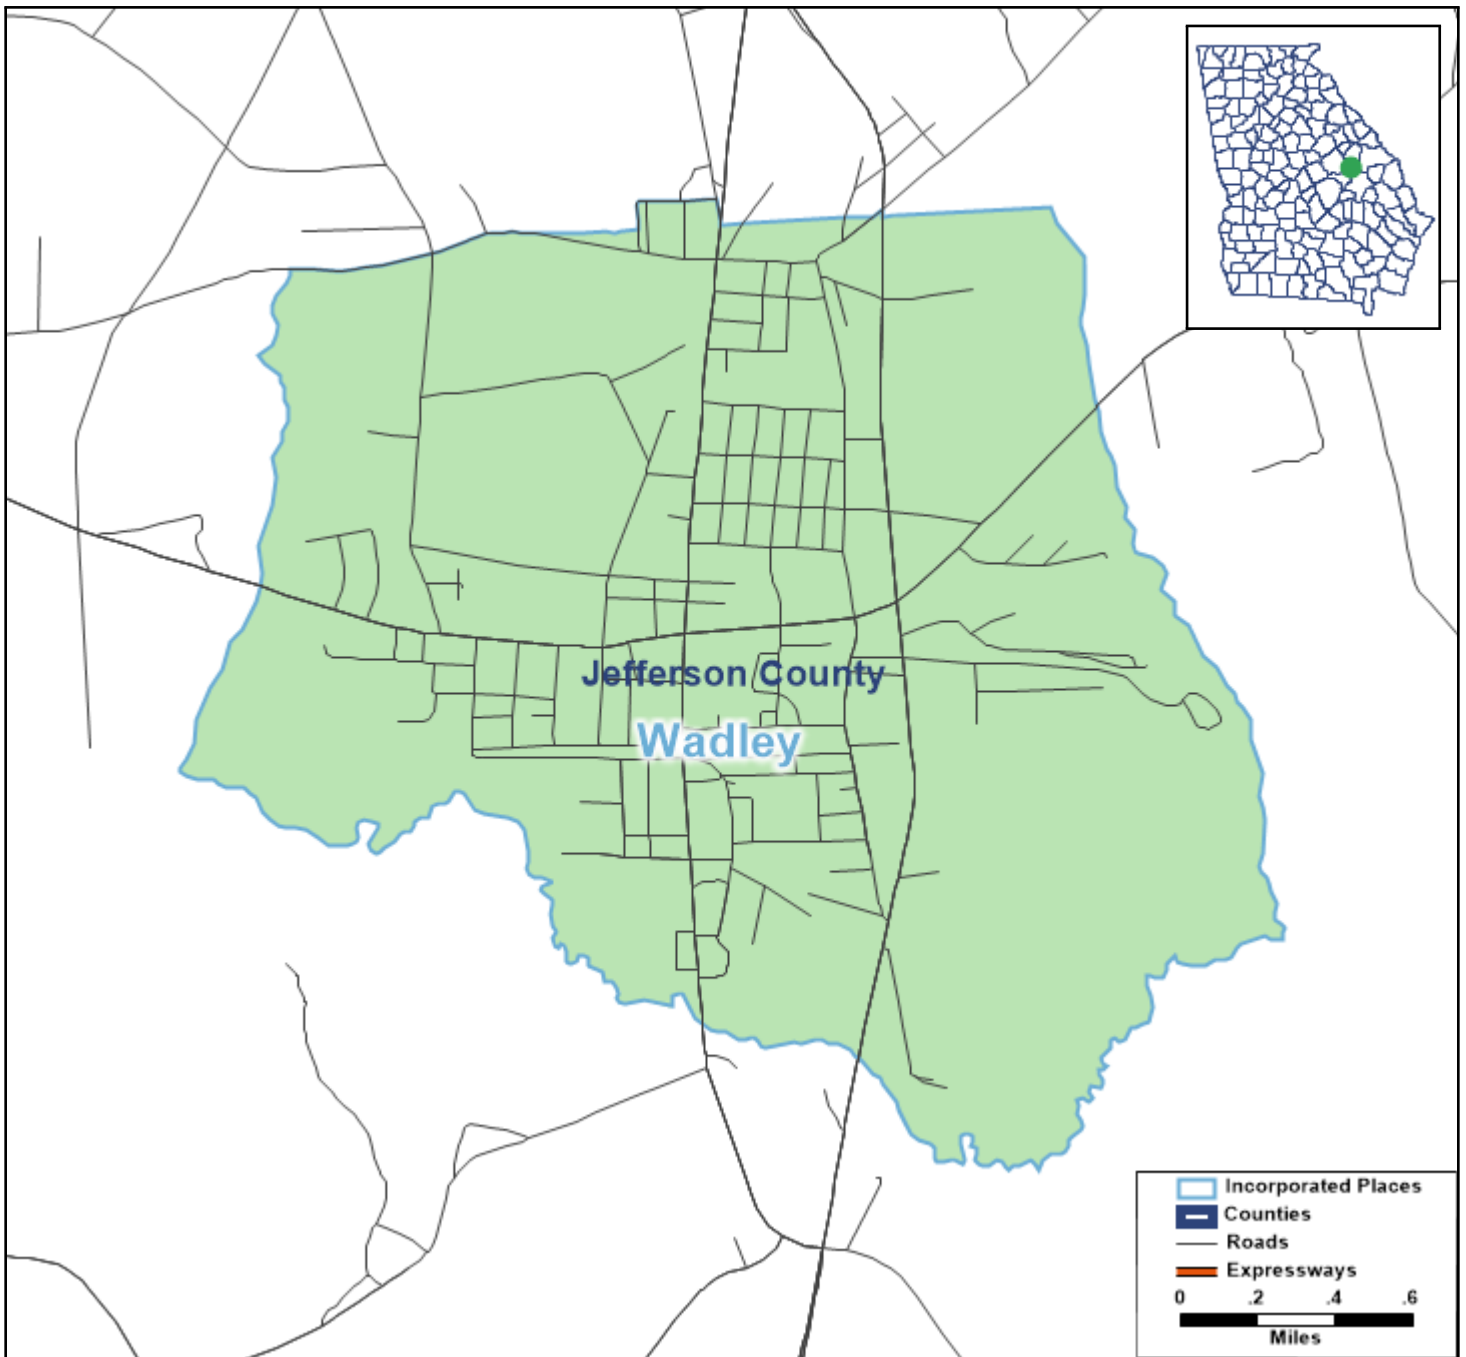 Jefferson County
Wadley
Incorporated Places
Counties
Roads
Expressways
0 .2 .4 .6
Miles